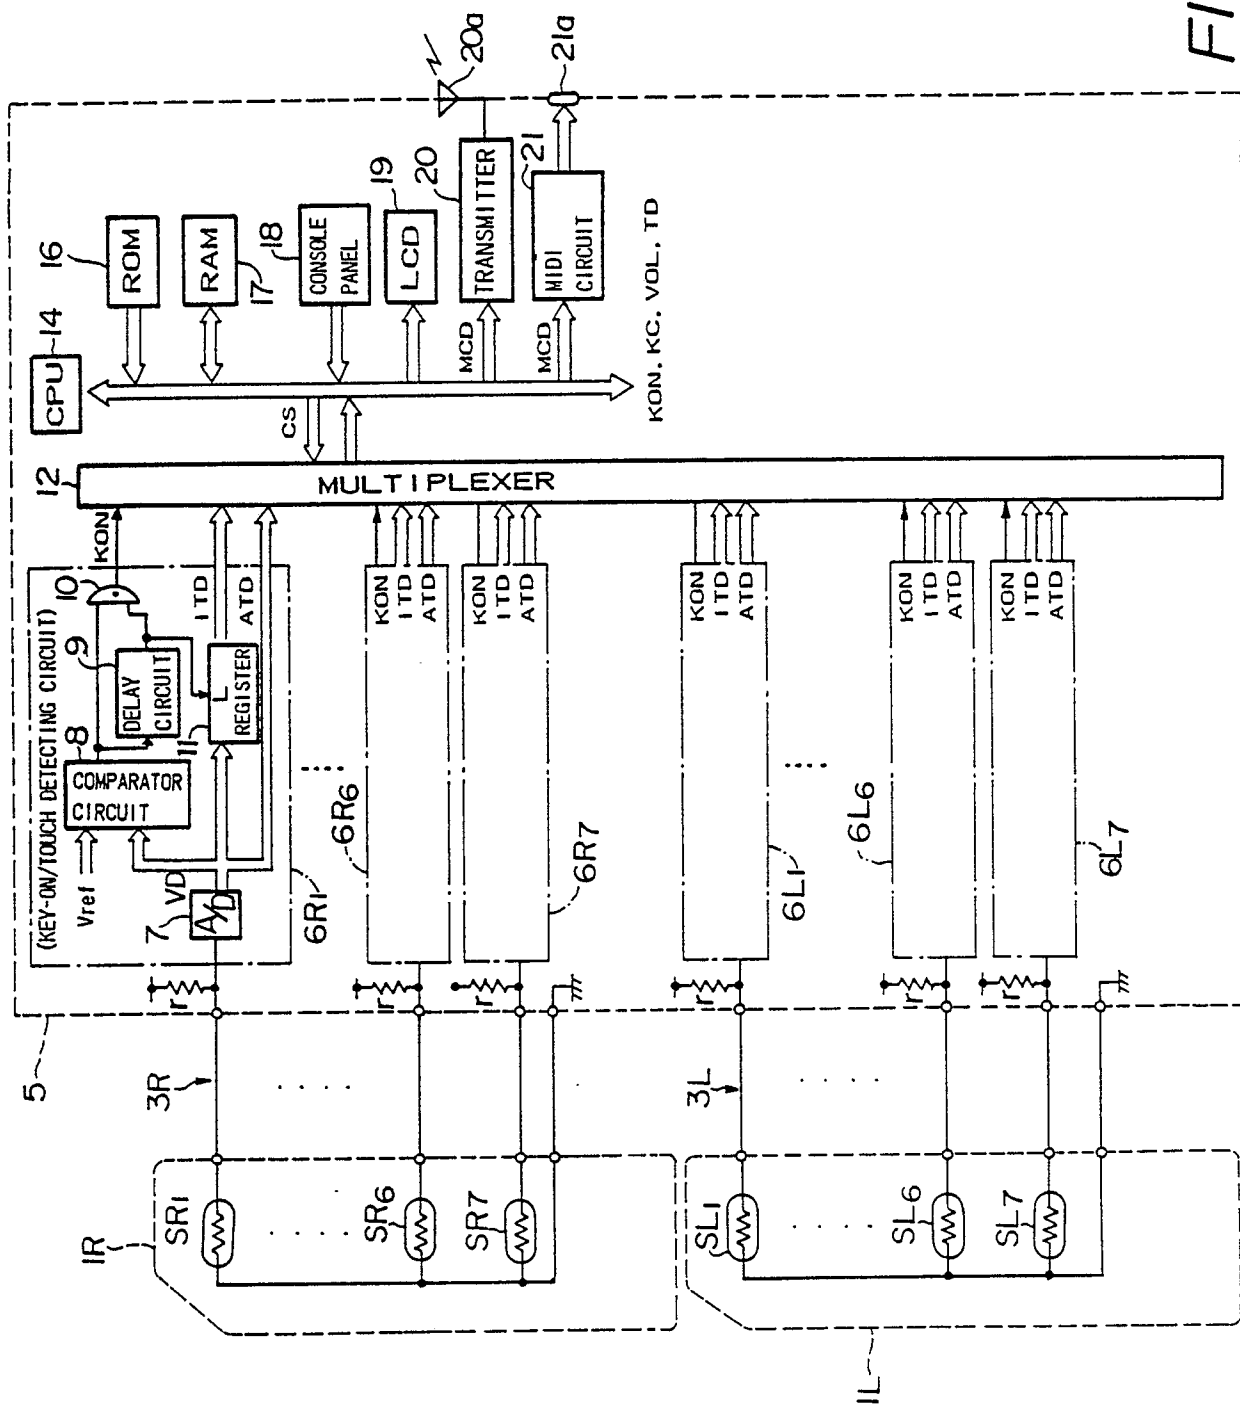 FI
5
(KEY-ON/TOUCH DETECTING CIRCUIT)
Vref
VD
7
A/D
8
COMPARATOR
CIRCUIT
9
DELAY
CIRCUIT
10
11
L
REGISTER
KON
ITD
ATD
6R1
r
12
MULTIPLEXER
CPU
14
16
ROM
RAM
17
18
CONSOLE
PANEL
19
LCD
20
TRANSMITTER
20a
21
MIDI
CIRCUIT
21a
CS
MCD
MCD
KON. KC. VOL. TD
6R6
KON
ITD
ATD
r
6R7
KON
ITD
ATD
r
6L1
KON
ITD
ATD
r
6L6
KON
ITD
ATD
r
6L7
KON
ITD
ATD
r
3R
3L
1R
SR1
SR6
SR7
1L
SL1
SL6
SL7